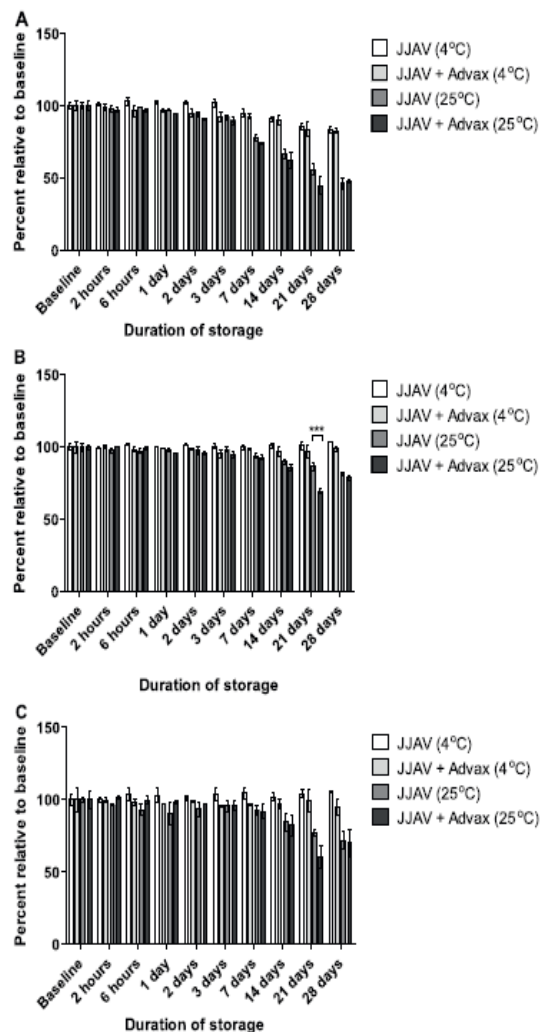 A
150
100
50
0
Percent relative to baseline
Baseline
2 hours
6 hours
1 day
2 days
3 days
7 days
14 days
21 days
28 days
Duration of storage
JJAV (4°C)
JJAV + Advax (4°C)
JJAV (25°C)
JJAV + Advax (25°C)
B
150
100
50
0
Percent relative to baseline
***
Baseline
2 hours
6 hours
1 day
2 days
3 days
7 days
14 days
21 days
28 days
Duration of storage
JJAV (4°C)
JJAV + Advax (4°C)
JJAV (25°C)
JJAV + Advax (25°C)
C
150
100
50
0
Percent relative to baseline
Baseline
2 hours
6 hours
1 day
2 days
3 days
7 days
14 days
21 days
28 days
Duration of storage
JJAV (4°C)
JJAV + Advax (4°C)
JJAV (25°C)
JJAV + Advax (25°C)